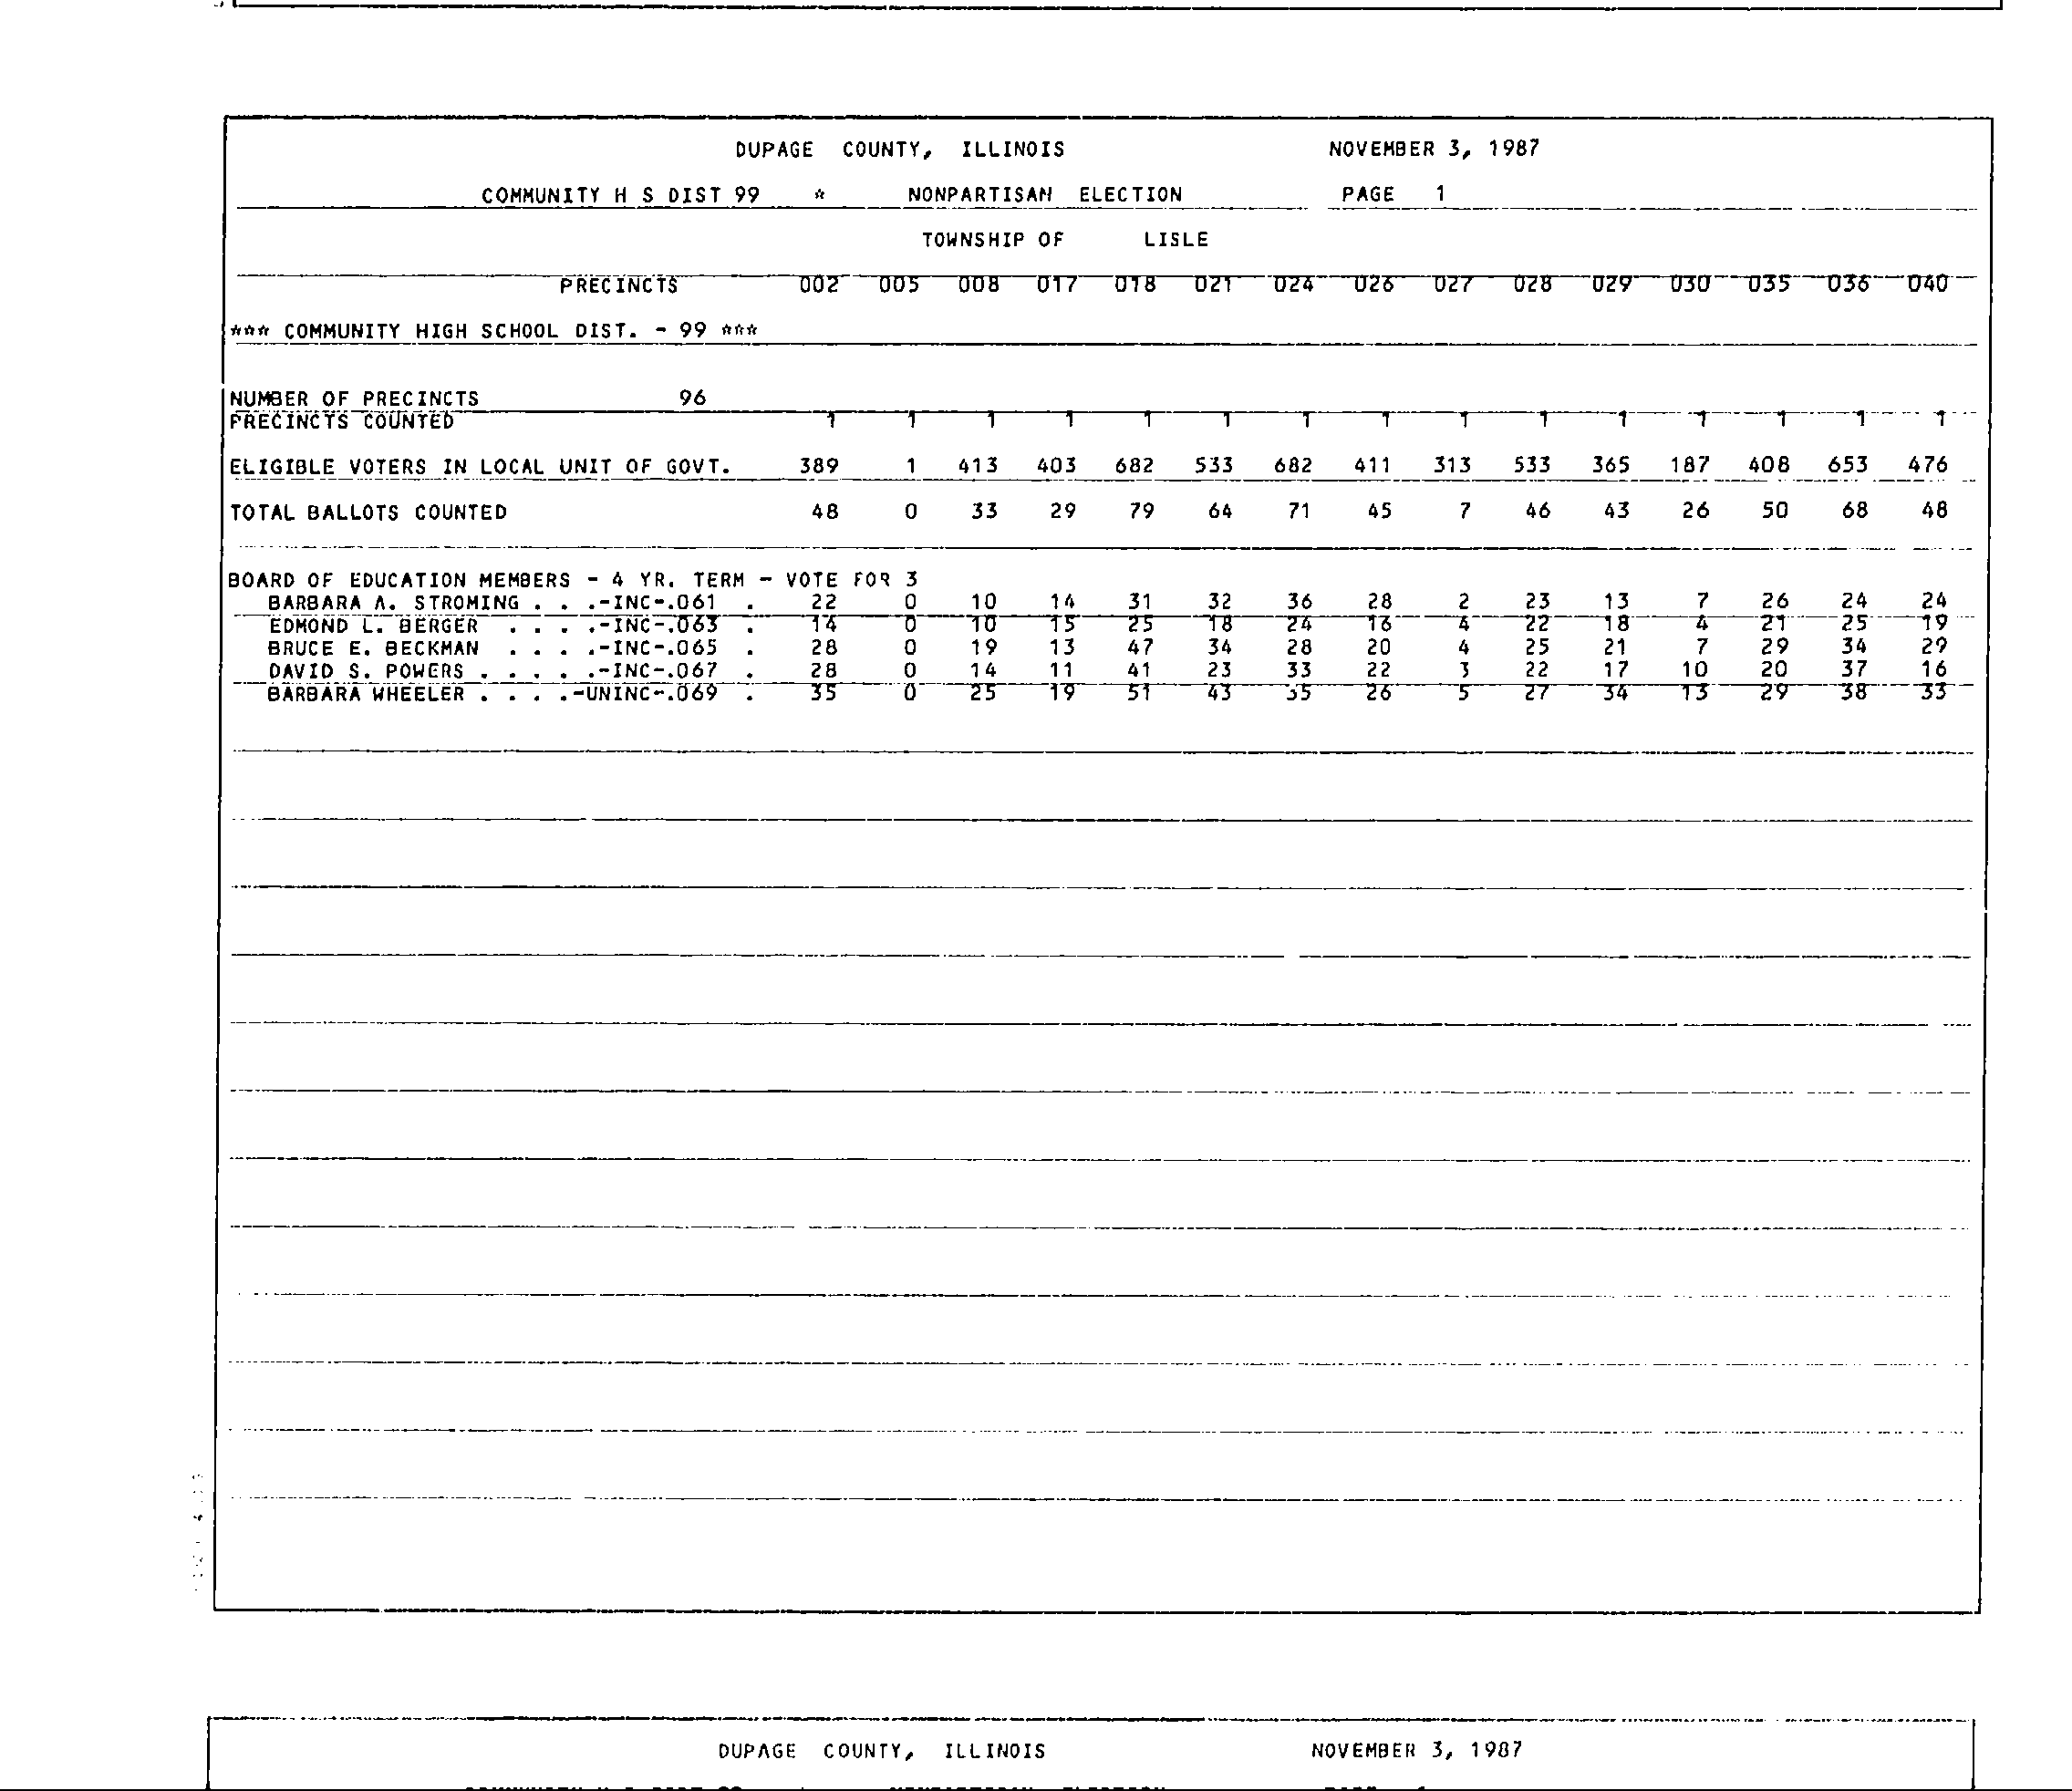 DUPAGE COUNTY, ILLINOIS NOVEMBER 3, 1987
COMMUNITY H S DIST 99 * NONPARTISAN ELECTION PAGE 1
TOWNSHIP OF LISLE
PRECINCTS 002 005 008 017 018 021 024 026 027 028 029 030 035 036 040
*** COMMUNITY HIGH SCHOOL DIST. - 99 ***
NUMBER OF PRECINCTS 96
PRECINCTS COUNTED 1 1 1 1 1 1 1 1 1 1 1 1 1 1 1
ELIGIBLE VOTERS IN LOCAL UNIT OF GOVT. 389 1 413 403 682 533 682 411 313 533 365 187 408 653 476
TOTAL BALLOTS COUNTED 48 0 33 29 79 64 71 45 7 46 43 26 50 68 48
BOARD OF EDUCATION MEMBERS - 4 YR. TERM - VOTE FOR 3
BARBARA A. STROMING . . .-INC-.061 . 22 0 10 14 31 32 36 28 2 23 13 7 26 24 24
EDMOND L. BERGER . . . .-INC-.063 . 14 0 10 15 25 18 24 16 4 22 18 4 21 25 19
BRUCE E. BECKMAN . . . .-INC-.065 . 28 0 19 13 47 34 28 20 4 25 21 7 29 34 29
DAVID S. POWERS . . . . .-INC-.067 . 28 0 14 11 41 23 33 22 3 22 17 10 20 37 16
BARBARA WHEELER . . . .-UNINC-.069 . 35 0 25 19 51 43 35 26 5 27 34 13 29 38 33
DUPAGE COUNTY, ILLINOIS NOVEMBER 3, 1987